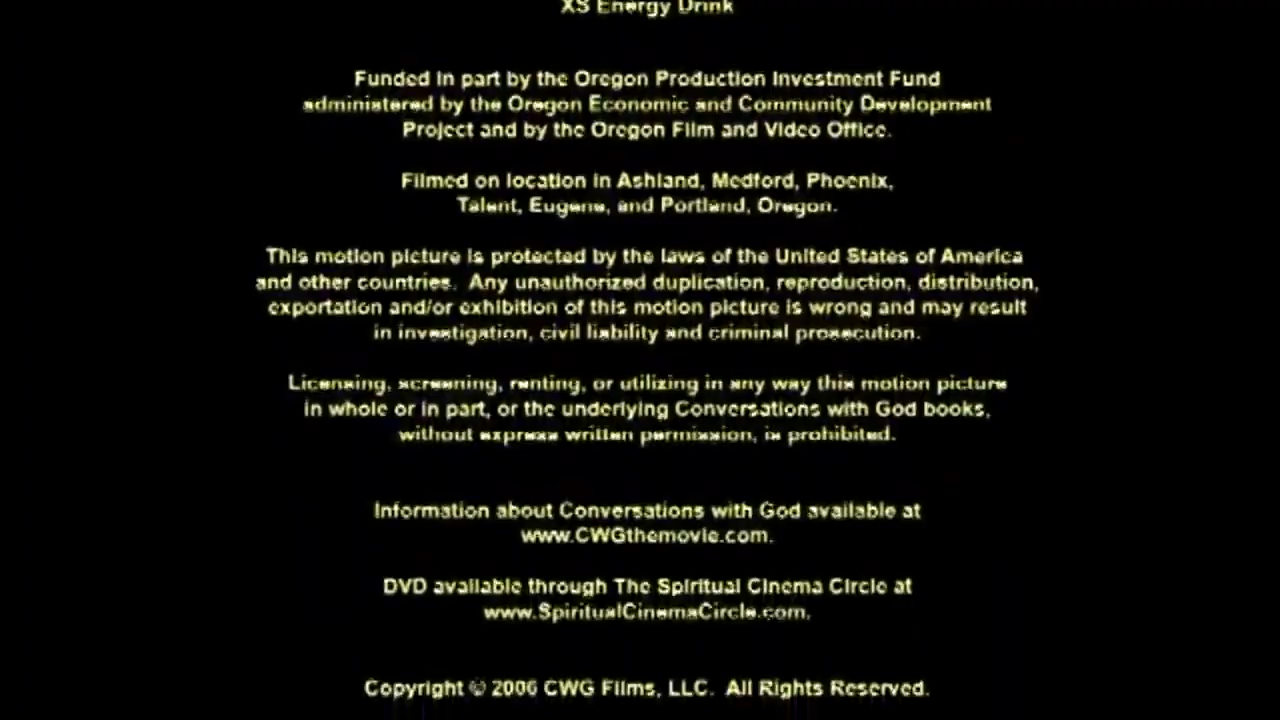 XS Energy Drink
Funded in part by the Oregon Production Investment Fund
administered by the Oregon Economic and Community Development
Project and by the Oregon Film and Video Office.
Filmed on location in Ashland, Medford, Phoenix,
Talent, Eugene, and Portland, Oregon.
This motion picture is protected by the laws of the United States of America
and other countries. Any unauthorized duplication, reproduction, distribution,
exportation and/or exhibition of this motion picture is wrong and may result
in investigation, civil liability and criminal prosecution.
Licensing, screening, renting, or utilizing in any way this motion picture
in whole or in part, or the underlying Conversations with God books,
without express written permission, is prohibited.
Information about Conversations with God available at
www.CWGthemovie.com.
DVD available through The Spiritual Cinema Circle at
www.SpiritualCinemaCircle.com.
Copyright © 2006 CWG Films, LLC. All Rights Reserved.